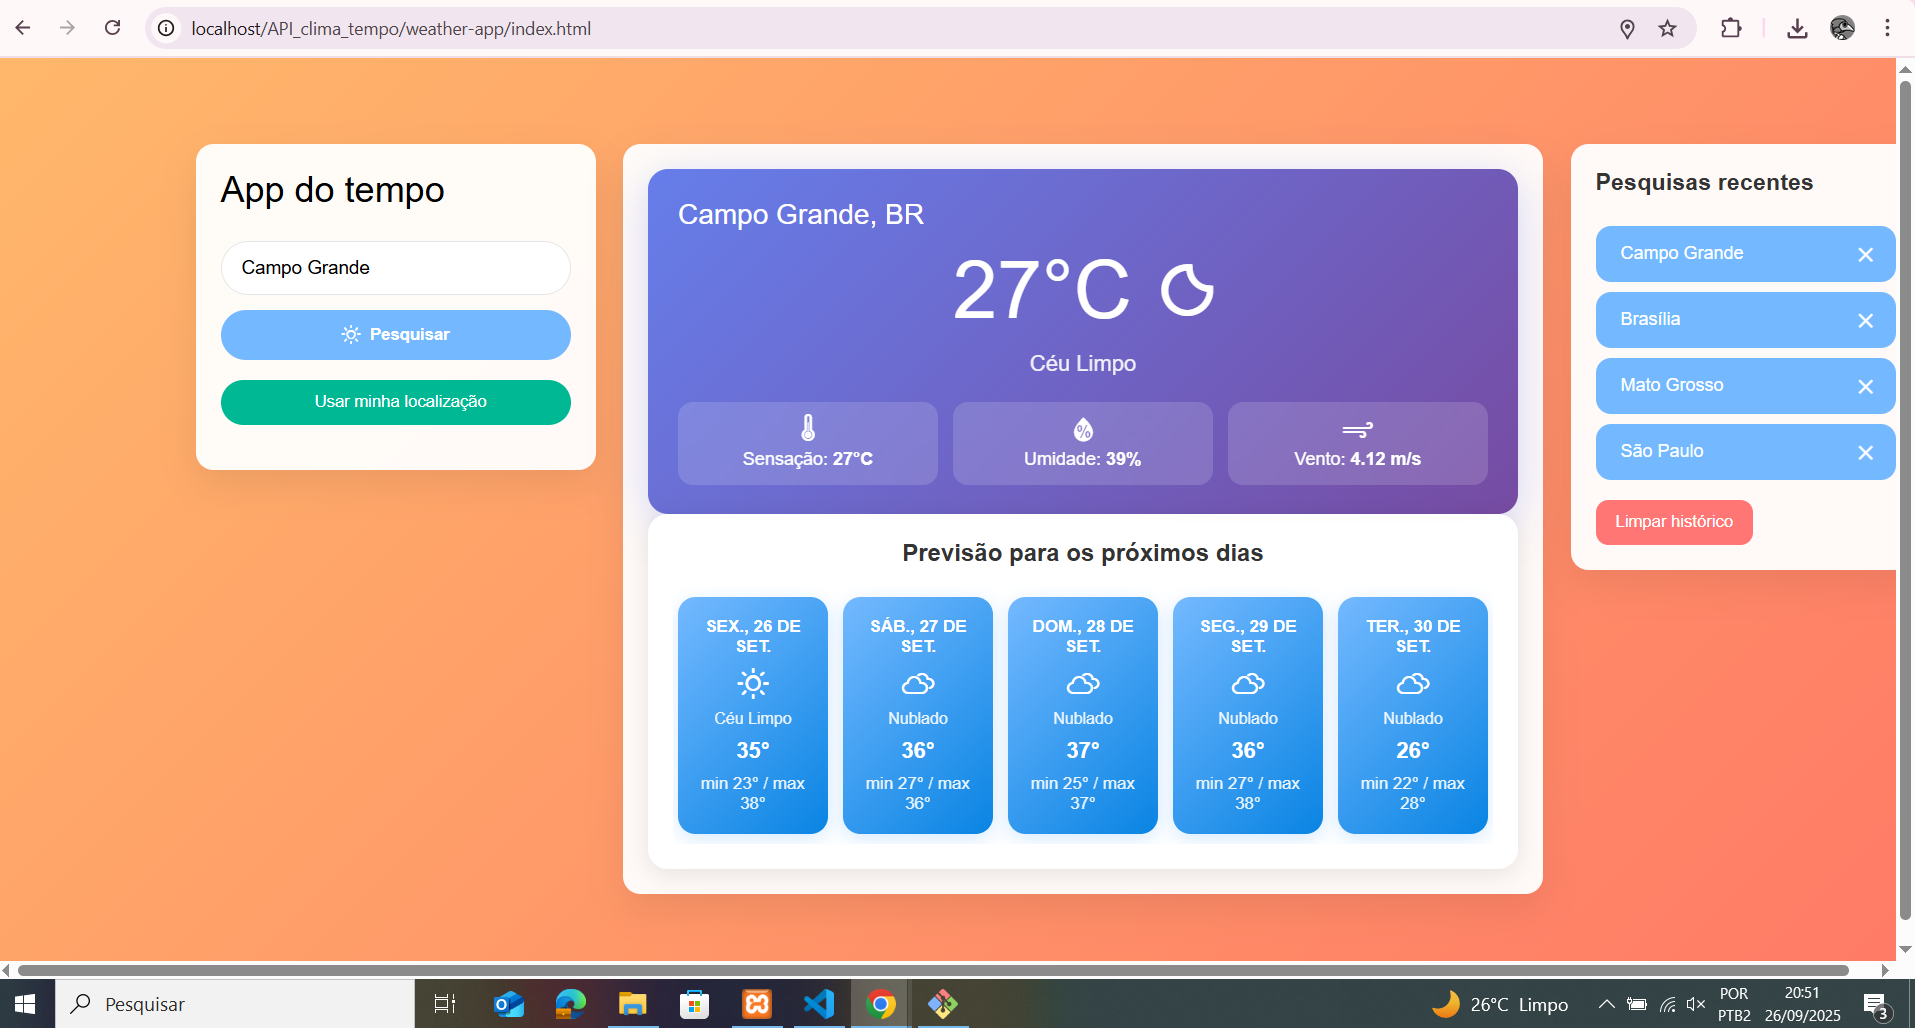 localhost/API_clima_tempo/weather-app/index.html
App do tempo
Campo Grande
Pesquisar
Usar minha localização
Campo Grande, BR
27°C
Céu Limpo
%
Sensação: 27°C
Umidade: 39%
Vento: 4.12 m/s
Previsão para os próximos dias
SEX., 26 DE
SET.
Céu Limpo
35°
min 23° / max
38°
SÁB., 27 DE
SET.
Nublado
36°
min 27° / max
36°
DOM., 28 DE
SET.
Nublado
37°
min 25° / max
37°
SEG., 29 DE
SET.
Nublado
36°
min 27° / max
38°
TER., 30 DE
SET.
Nublado
26°
min 22° / max
28°
Pesquisas recentes
Campo Grande
Brasília
Mato Grosso
São Paulo
Limpar histórico
Pesquisar
26°C Limpo
POR
PTB2
20:51
26/09/2025
3